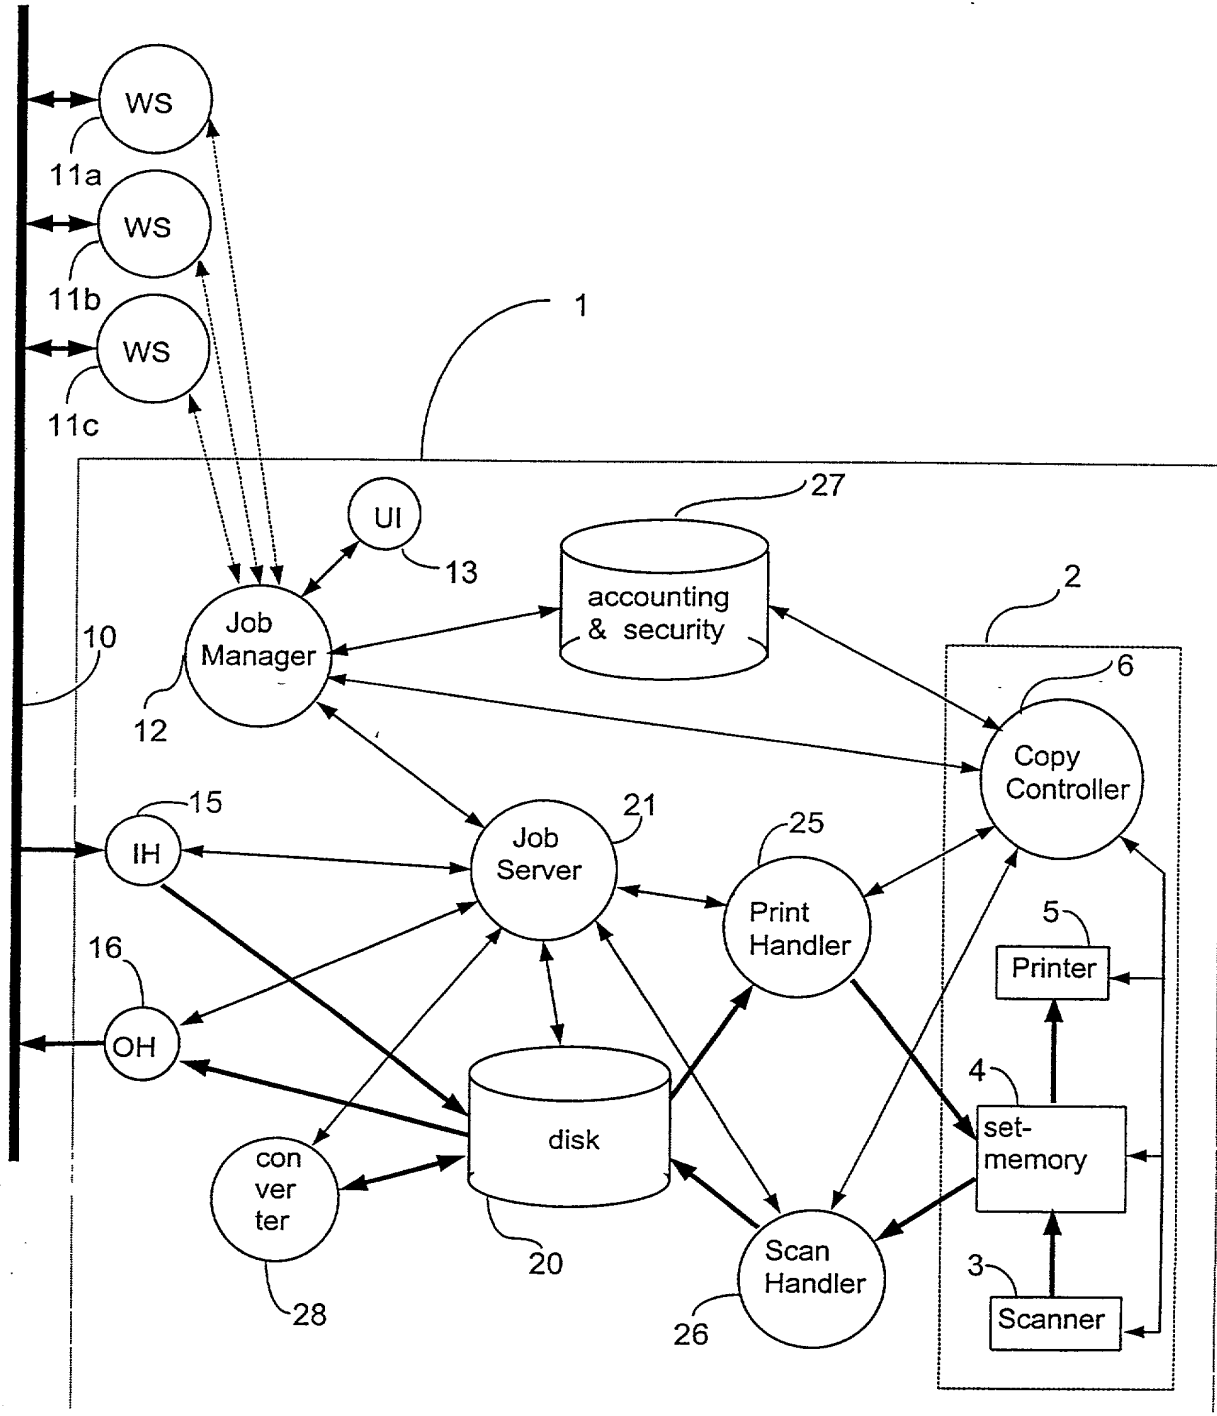 WS
11a
WS
11b
WS
11c
1
UI
13
27
accounting
& security
2
Job
Manager
12
10
6
Copy
Controller
15
IH
Job
Server
21
25
Print
Handler
5
Printer
16
OH
4
set-
memory
disk
20
con
ver
ter
28
Scan
Handler
26
3
Scanner